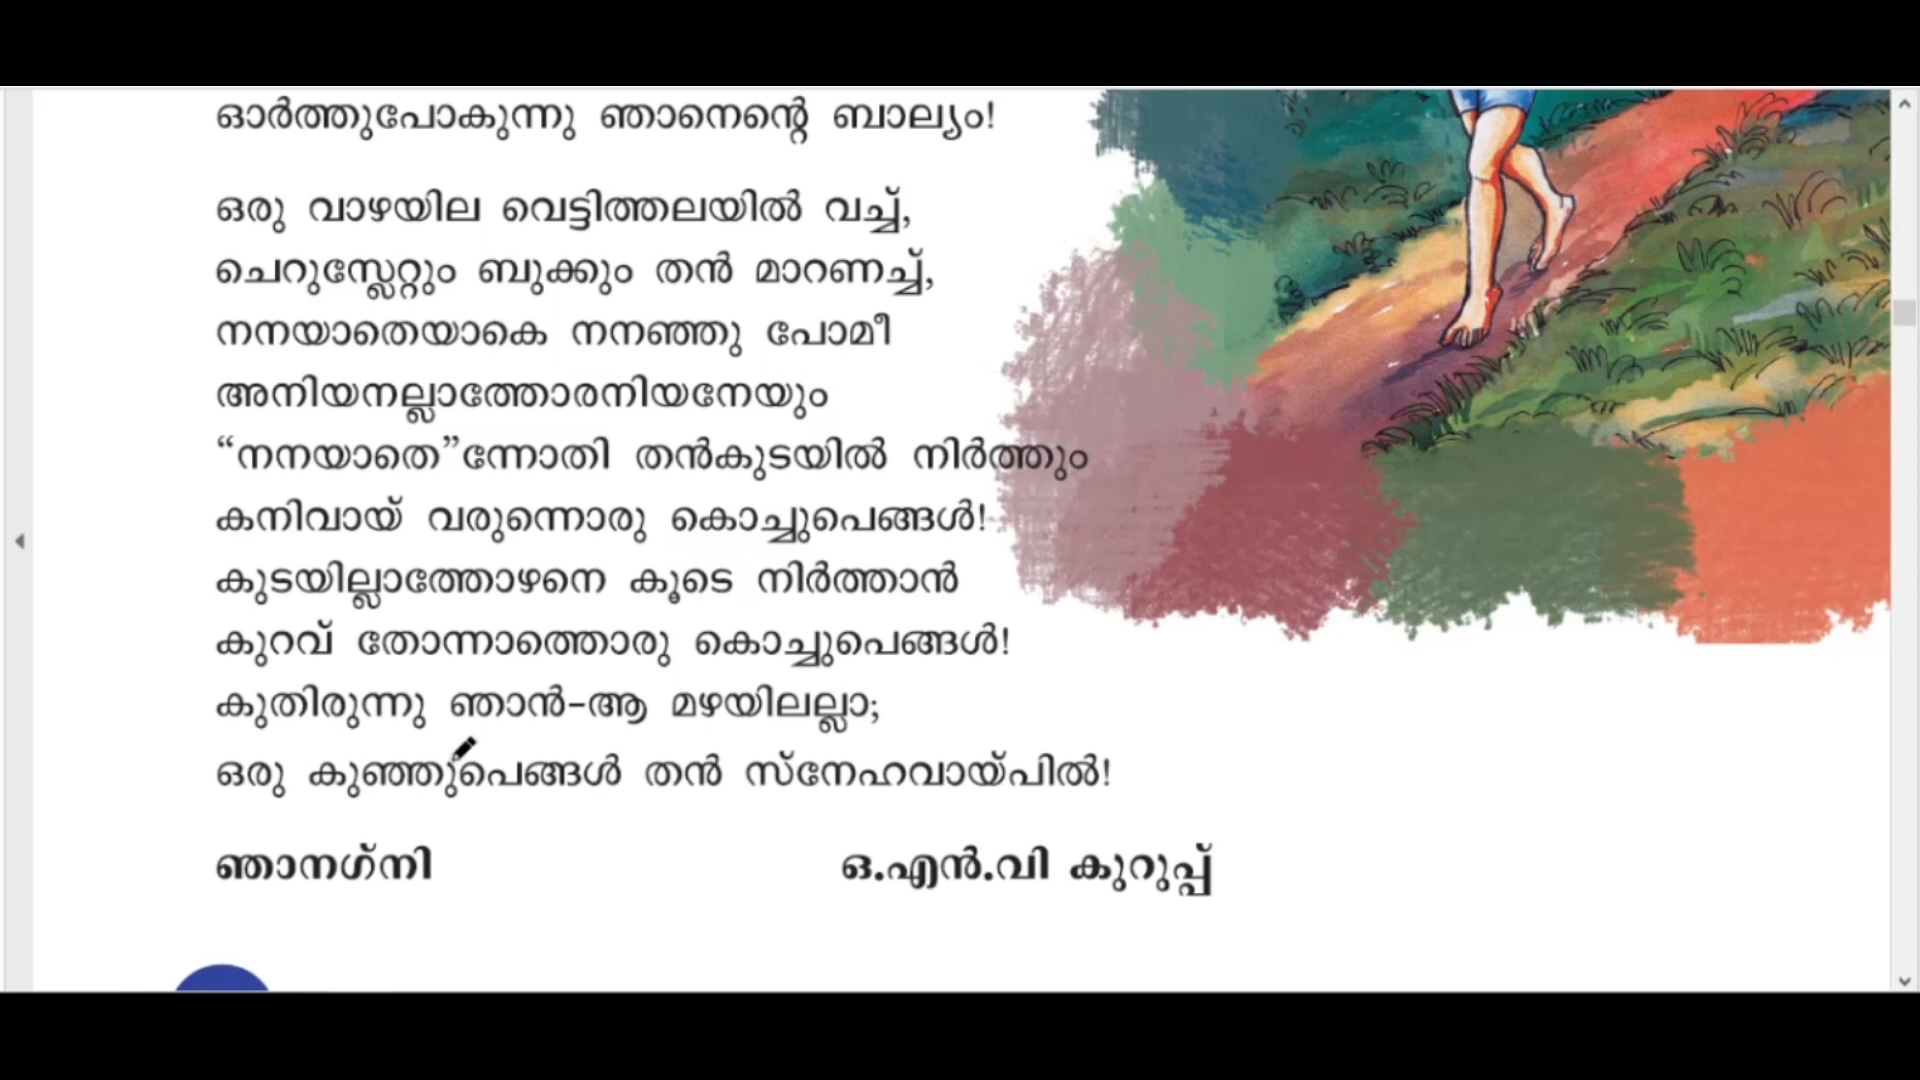 ഓർത്തുപോകുന്നു ഞാനെന്റെ ബാല്യം!
ഒരു വാഴയില വെട്ടിത്തലയിൽ വച്ച്,
ചെറുസ്ലേറ്റും ബുക്കും തൻ മാറണച്ച്,
നനയാതെയാകെ നനഞ്ഞു പോമീ
അനിയനല്ലാത്തോരനിയനേയും
“നനയാതെ”ന്നോതി തൻകുടയിൽ നിർത്തും
കനിവായ് വരുന്നൊരു കൊച്ചുപെങ്ങൾ!
കുടയില്ലാത്തോഴനെ കൂടെ നിർത്താൻ
കുറവ് തോന്നാത്തൊരു കൊച്ചുപെങ്ങൾ!
കുതിരുന്നു ഞാൻ-ആ മഴയിലല്ലാ;
ഒരു കുഞ്ഞുപെങ്ങൾ തൻ സ്നേഹവായ്പിൽ!
ഞാനഗ്നി ഒ.എൻ.വി കുറുപ്പ്